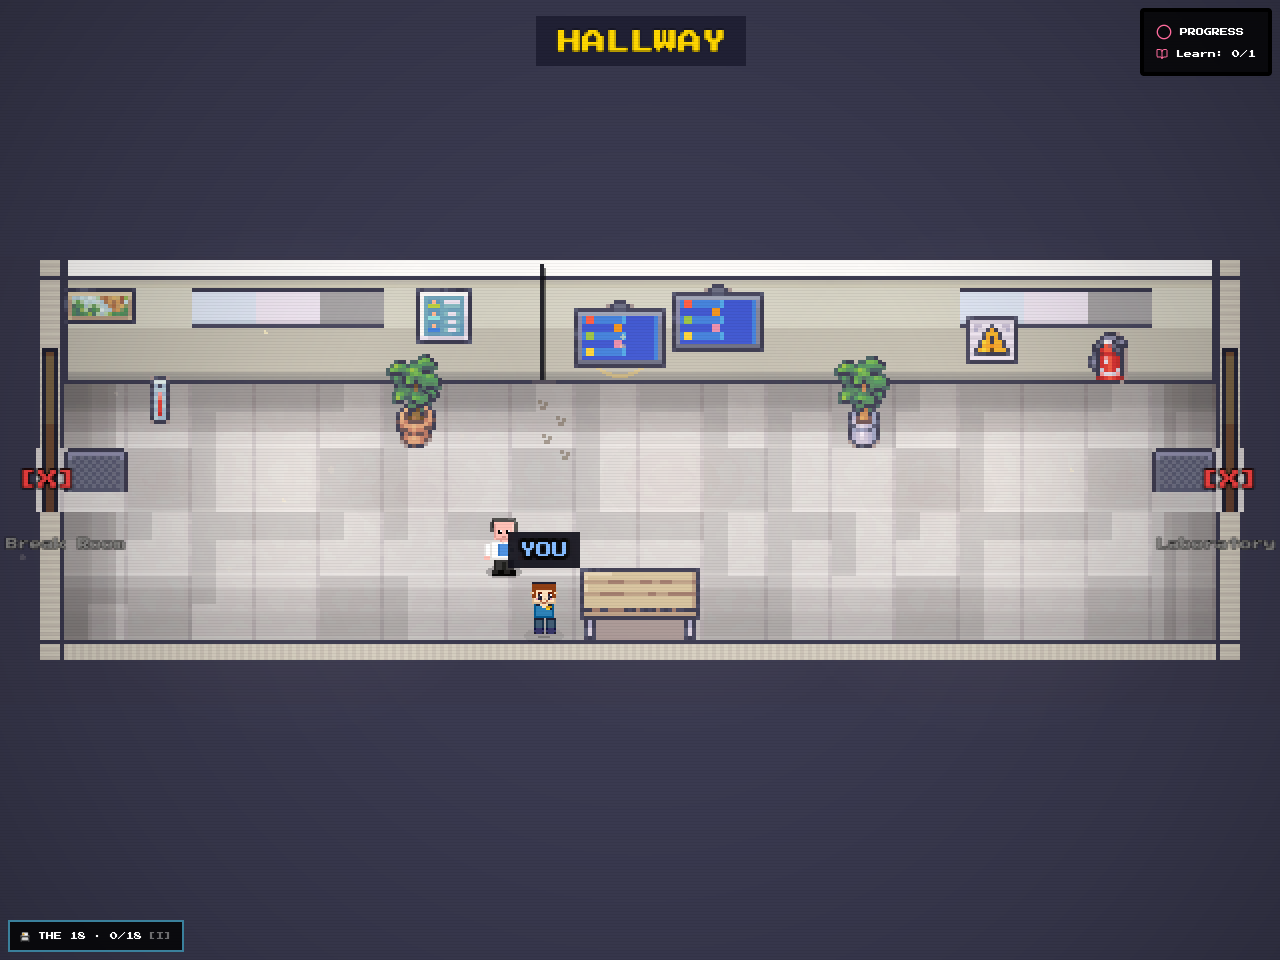 HALLWAY
PROGRESS
Learn: 0/1
[X]
[X]
Break Room
Laboratory
YOU
THE 18 · 0/18 [I]